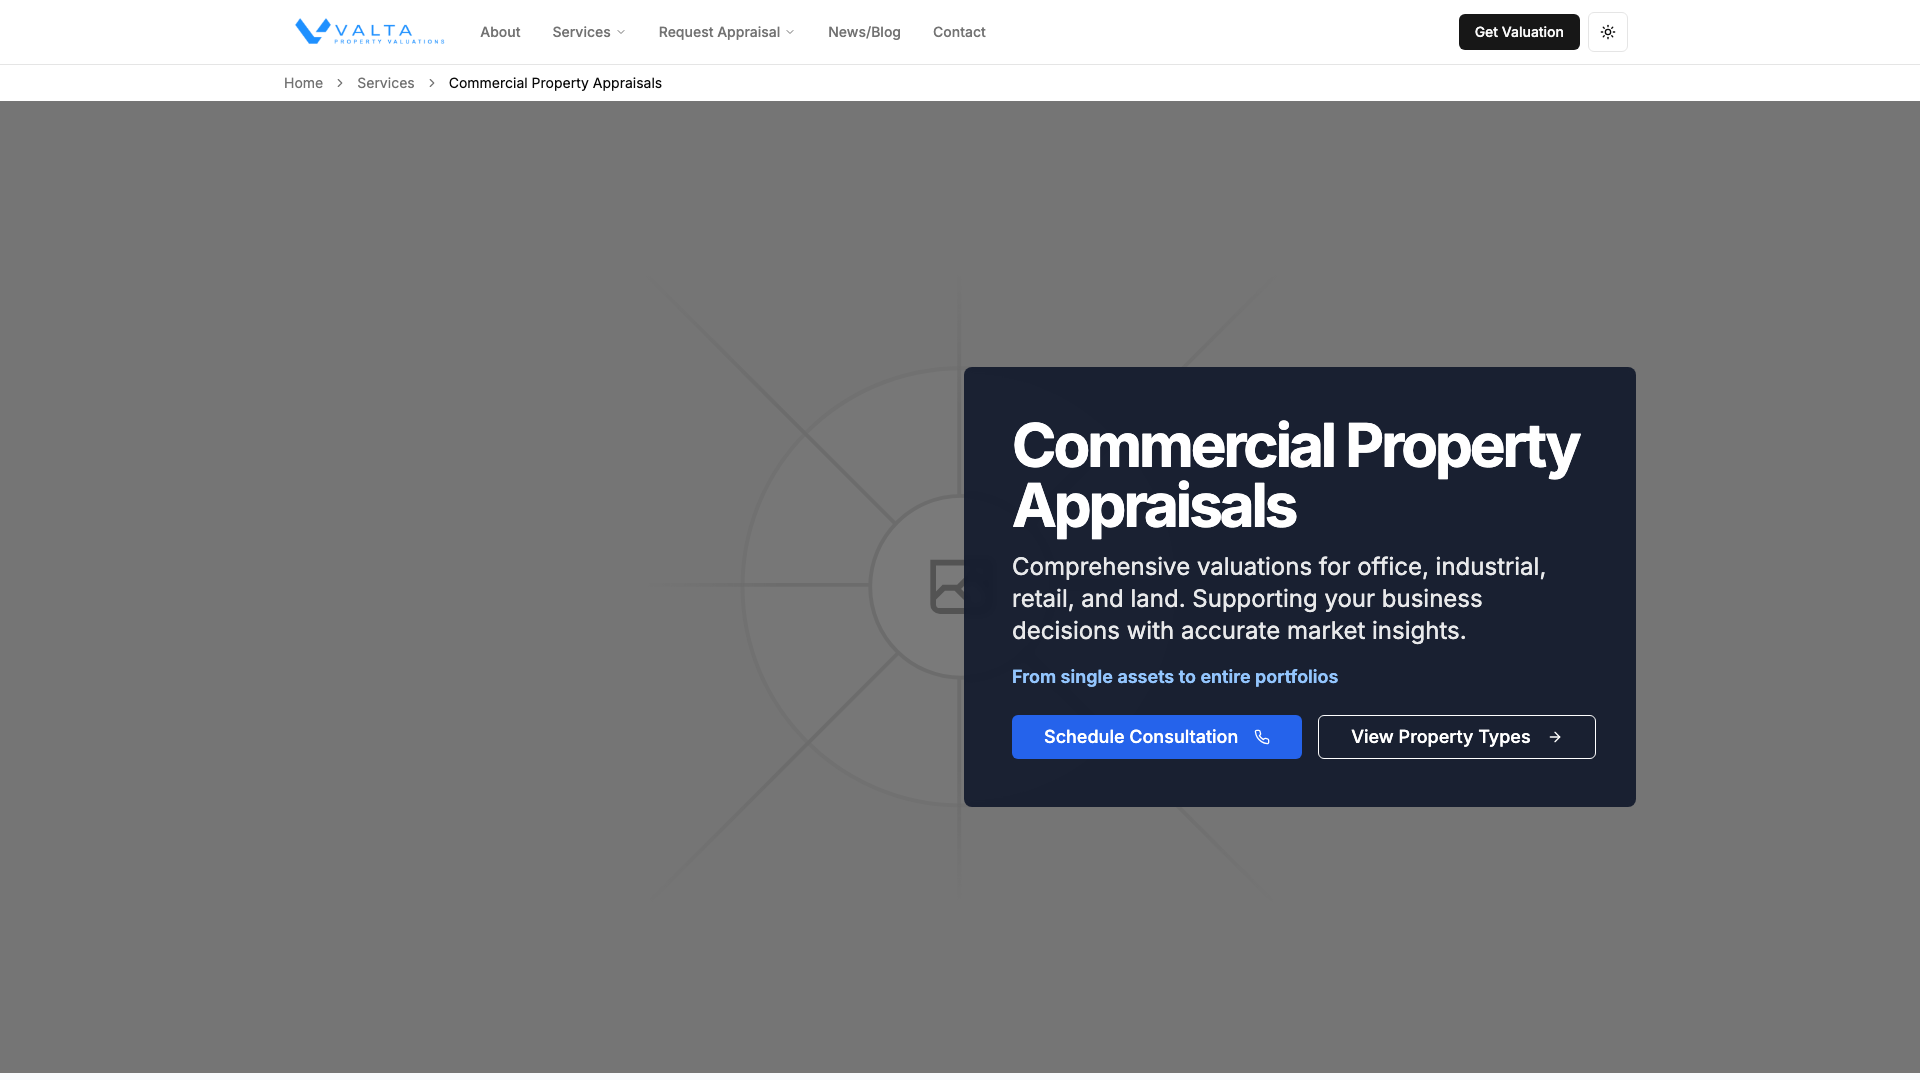 VALTA
PROPERTY VALUATIONS
About
Services
Request Appraisal
News/Blog
Contact
Get Valuation
Home
Services
Commercial Property Appraisals
Commercial Property
Appraisals
Comprehensive valuations for office, industrial,
retail, and land. Supporting your business
decisions with accurate market insights.
From single assets to entire portfolios
Schedule Consultation
View Property Types